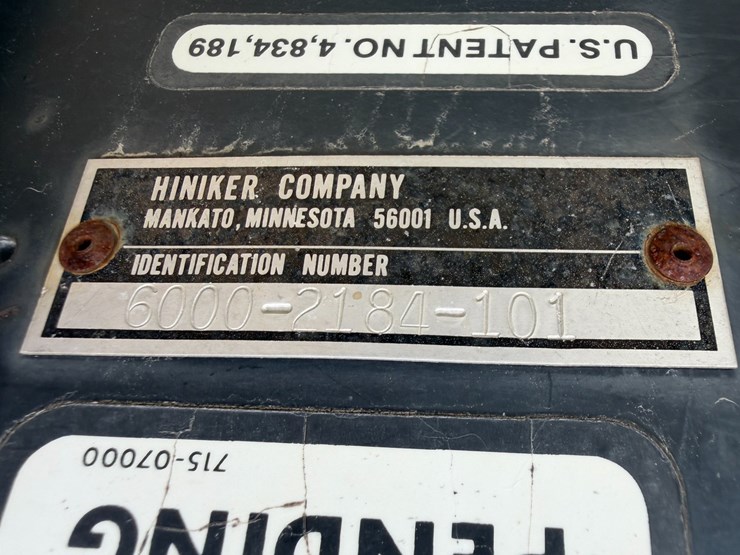 U.S. PATENT NO. 4,834,189
HINIKER COMPANY
MANKATO, MINNESOTA 56001 U.S.A.
IDENTIFICATION NUMBER
6000-2184-101
715-07000
PENDING